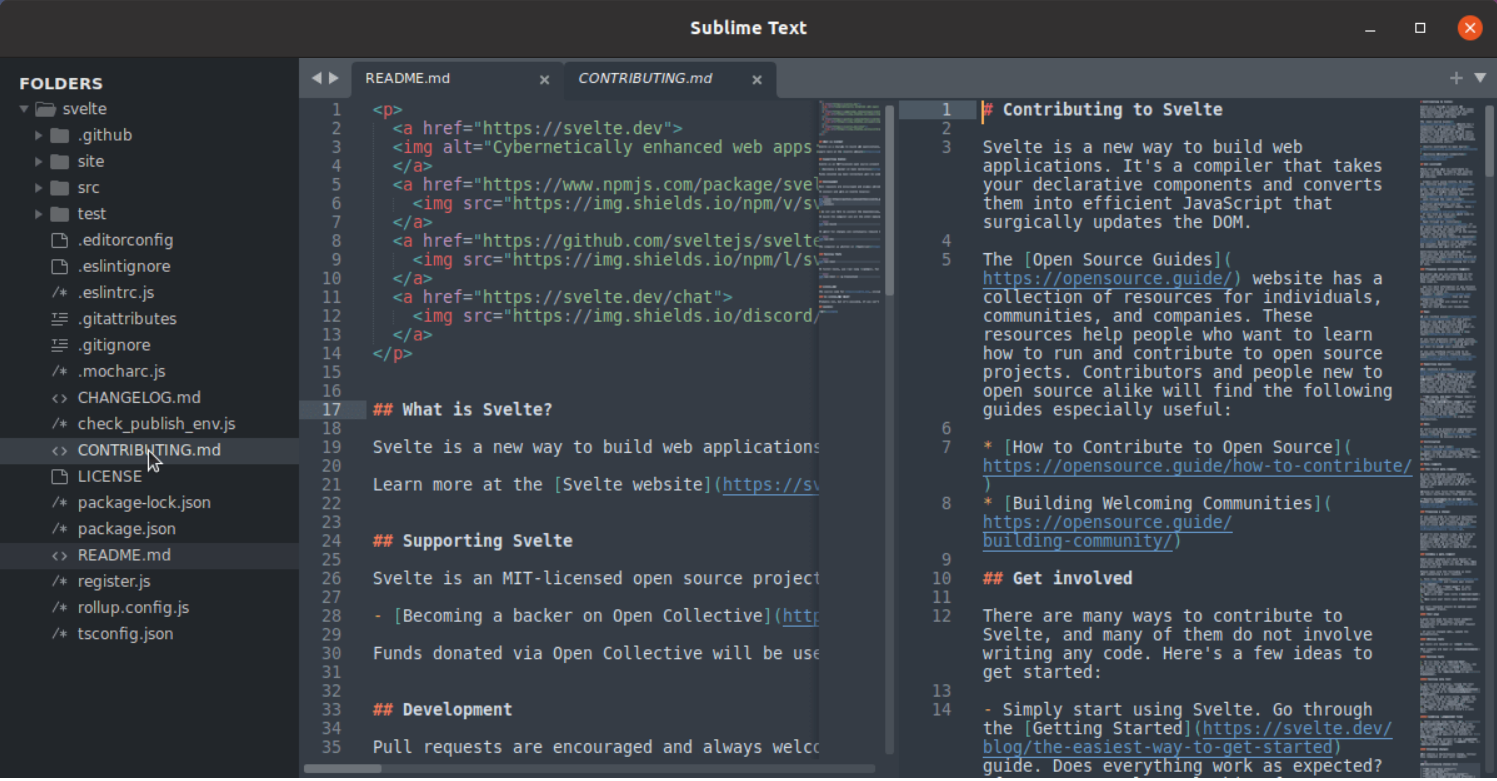 Sublime Text
FOLDERS
svelte
.github
site
src
test
.editorconfig
.eslintignore
/* .eslintrc.js
.gitattributes
.gitignore
/* .mocharc.js
<> CHANGELOG.md
/* check_publish_env.js
<> CONTRIBUTING.md
LICENSE
/* package-lock.json
/* package.json
<> README.md
/* register.js
/* rollup.config.js
/* tsconfig.json
README.md
CONTRIBUTING.md
1 <p>
2 <a href="https://svelte.dev">
3 <img alt="Cybernetically enhanced web apps
4 </a>
5 <a href="https://www.npmjs.com/package/svel
6 <img src="https://img.shields.io/npm/v/sv
7 </a>
8 <a href="https://github.com/sveltejs/svelte
9 <img src="https://img.shields.io/npm/l/sv
10 </a>
11 <a href="https://svelte.dev/chat">
12 <img src="https://img.shields.io/discord/
13 </a>
14 </p>
15
16
17 ## What is Svelte?
18
19 Svelte is a new way to build web applications
20
21 Learn more at the [Svelte website](https://sv
22
23
24 ## Supporting Svelte
25
26 Svelte is an MIT-licensed open source project
27
28 - [Becoming a backer on Open Collective](http
29
30 Funds donated via Open Collective will be use
31
32
33 ## Development
34
35 Pull requests are encouraged and always welco
1 # Contributing to Svelte
2
3 Svelte is a new way to build web
applications. It's a compiler that takes
your declarative components and converts
them into efficient JavaScript that
surgically updates the DOM.
4
5 The [Open Source Guides](
https://opensource.guide/) website has a
collection of resources for individuals,
communities, and companies. These
resources help people who want to learn
how to run and contribute to open source
projects. Contributors and people new to
open source alike will find the following
guides especially useful:
6
7 * [How to Contribute to Open Source](
https://opensource.guide/how-to-contribute/
)
8 * [Building Welcoming Communities](
https://opensource.guide/
building-community/)
9
10 ## Get involved
11
12 There are many ways to contribute to
Svelte, and many of them do not involve
writing any code. Here's a few ideas to
get started:
13
14 - Simply start using Svelte. Go through
the [Getting Started](https://svelte.dev/
blog/the-easiest-way-to-get-started)
guide. Does everything work as expected?